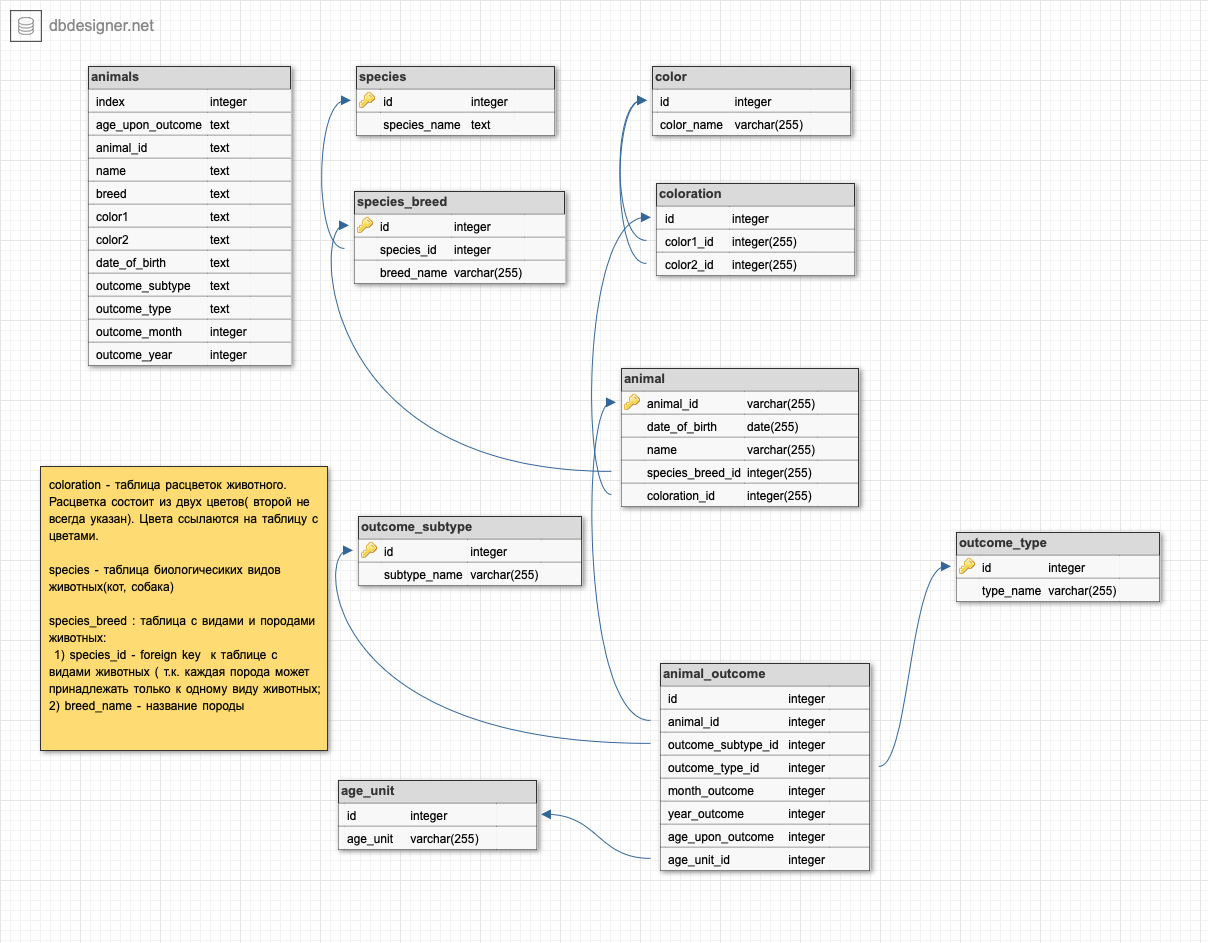 dbdesigner.net
animals
index integer
age_upon_outcome text
animal_id text
name text
breed text
color1 text
color2 text
date_of_birth text
outcome_subtype text
outcome_type text
outcome_month integer
outcome_year integer
species
id integer
species_name text
color
id integer
color_name varchar(255)
species_breed
id integer
species_id integer
breed_name varchar(255)
coloration
id integer
color1_id integer(255)
color2_id integer(255)
animal
animal_id varchar(255)
date_of_birth date(255)
name varchar(255)
species_breed_id integer(255)
coloration_id integer(255)
coloration - таблица расцветок животного.
Расцветка состоит из двух цветов( второй не
всегда указан). Цвета ссылаются на таблицу с
цветами.
species - таблица биологичесиких видов
животных(кот, собака)
species_breed : таблица с видами и породами
животных:
1) species_id - foreign key к таблице с
видами животных ( т.к. каждая порода может
принадлежать только к одному виду животных;
2) breed_name - название породы
outcome_subtype
id integer
subtype_name varchar(255)
outcome_type
id integer
type_name varchar(255)
animal_outcome
id integer
animal_id integer
outcome_subtype_id integer
outcome_type_id integer
month_outcome integer
year_outcome integer
age_upon_outcome integer
age_unit_id integer
age_unit
id integer
age_unit varchar(255)